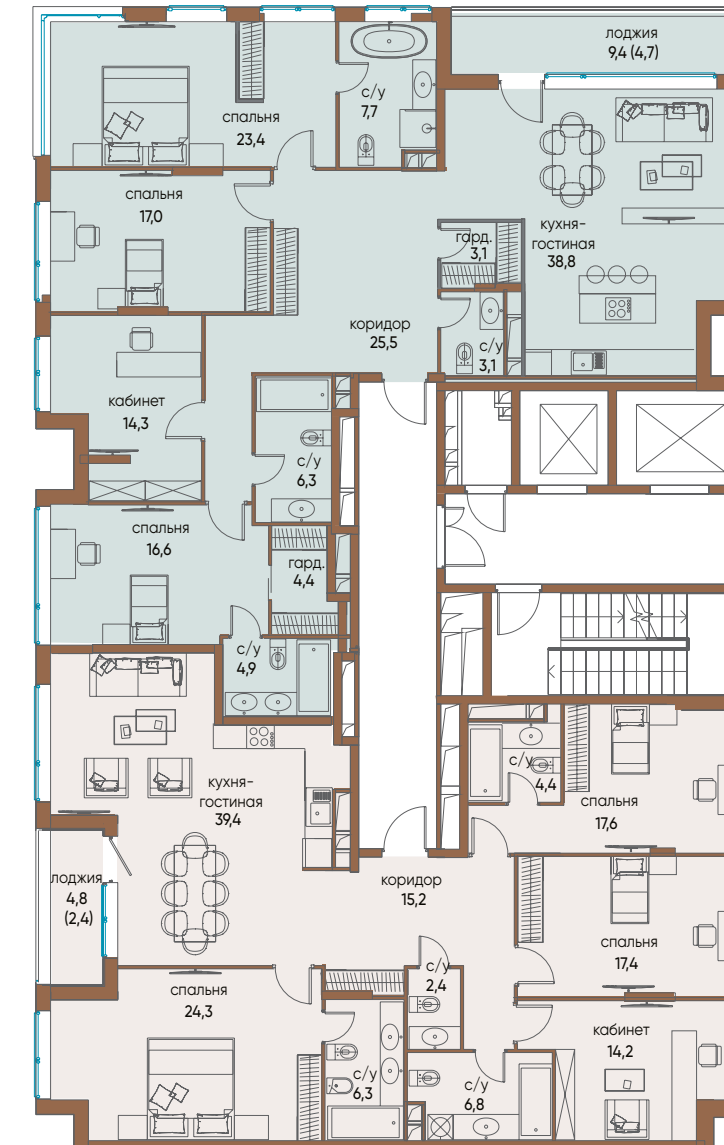 лоджия
9,4 (4,7)
с/у
7,7
спальня
23,4
спальня
17,0
кухня-
гостиная
38,8
гард.
3,1
коридор
25,5
с/у
3,1
кабинет
14,3
с/у
6,3
спальня
16,6
гард.
4,4
с/у
4,9
кухня-
гостиная
39,4
с/у
4,4
спальня
17,6
лоджия
4,8
(2,4)
коридор
15,2
спальня
17,4
с/у
2,4
спальня
24,3
кабинет
14,2
с/у
6,3
с/у
6,8